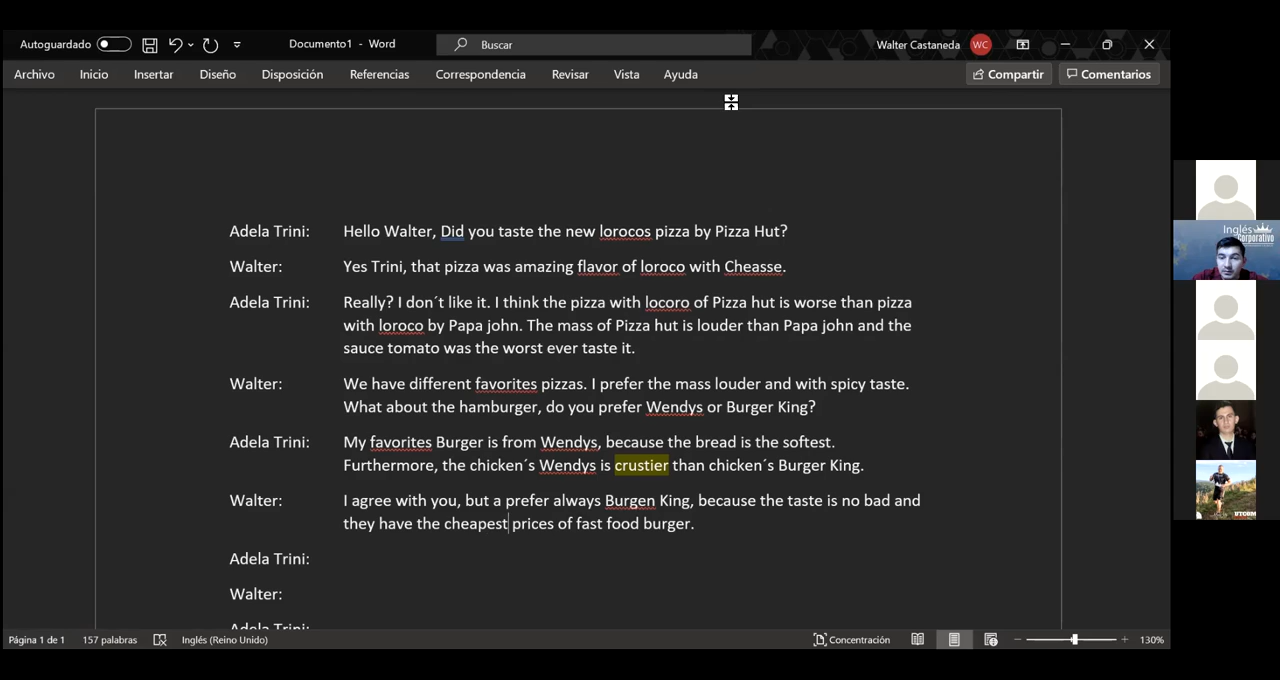 Autoguardado
Documento1 - Word
Buscar
Walter Castaneda
WC
Archivo Inicio Insertar Diseño Disposición Referencias Correspondencia Revisar Vista Ayuda
Compartir
Comentarios
Adela Trini: Hello Walter, Did you taste the new lorocos pizza by Pizza Hut?
Walter: Yes Trini, that pizza was amazing flavor of loroco with Cheasse.
Adela Trini: Really? I don´t like it. I think the pizza with locoro of Pizza hut is worse than pizza
with loroco by Papa john. The mass of Pizza hut is louder than Papa john and the
sauce tomato was the worst ever taste it.
Walter: We have different favorites pizzas. I prefer the mass louder and with spicy taste.
What about the hamburger, do you prefer Wendys or Burger King?
Adela Trini: My favorites Burger is from Wendys, because the bread is the softest.
Furthermore, the chicken´s Wendys is crustier than chicken´s Burger King.
Walter: I agree with you, but a prefer always Burgen King, because the taste is no bad and
they have the cheapest prices of fast food burger.
Adela Trini:
Walter:
Adela Trini:
Página 1 de 1 157 palabras Inglés (Reino Unido)
Concentración
130%
Inglés
Corporativo
UTCOM